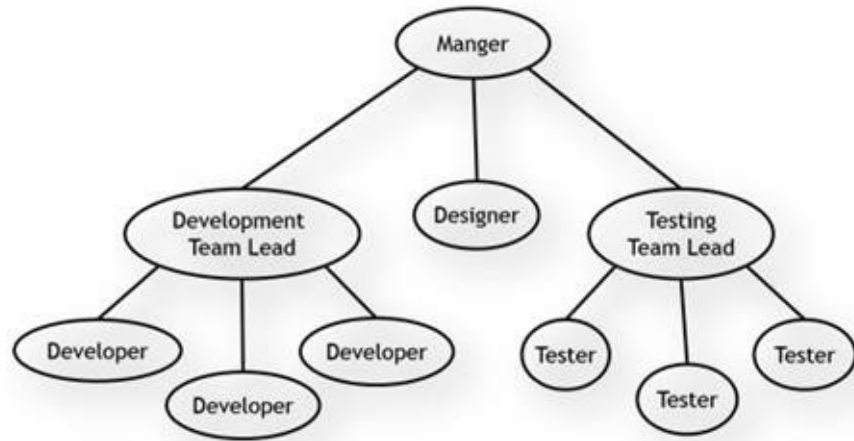 Manger
Development
Team Lead
Designer
Testing
Team Lead
Developer
Developer
Developer
Tester
Tester
Tester